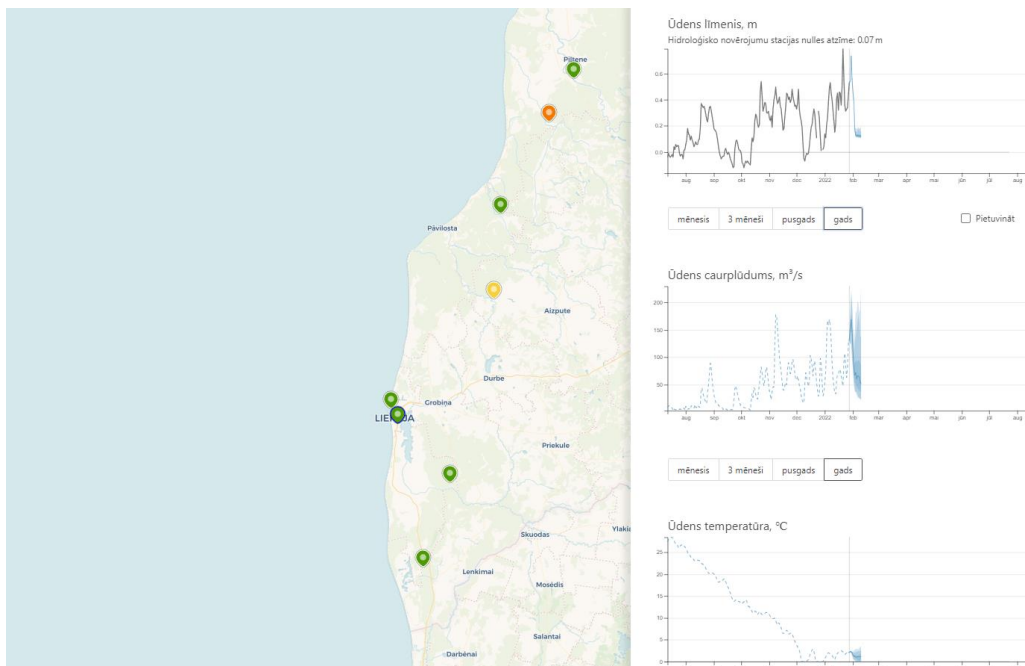 Piltene
Pāvilosta
Aizpute
Durbe
Grobiņa
Priekule
Skuodas
Ylakia
Lenkimai
Mosėdis
Salantai
Darbėnai
Ūdens līmenis, m
Hidroloģisko novērojumu stacijas nulles atzīme: 0.07 m
0.6
0.4
0.2
0.0
aug sep okt nov dec 2022 feb mar apr mai jūn jūl aug
mēnesis 3 mēneši pusgads gads Pietuvināt
Ūdens caurplūdums, m³/s
200
150
100
50
aug sep okt nov dec 2022 feb mar apr mai jūn jūl aug
mēnesis 3 mēneši pusgads gads
Ūdens temperatūra, °C
25
20
15
10
5
0